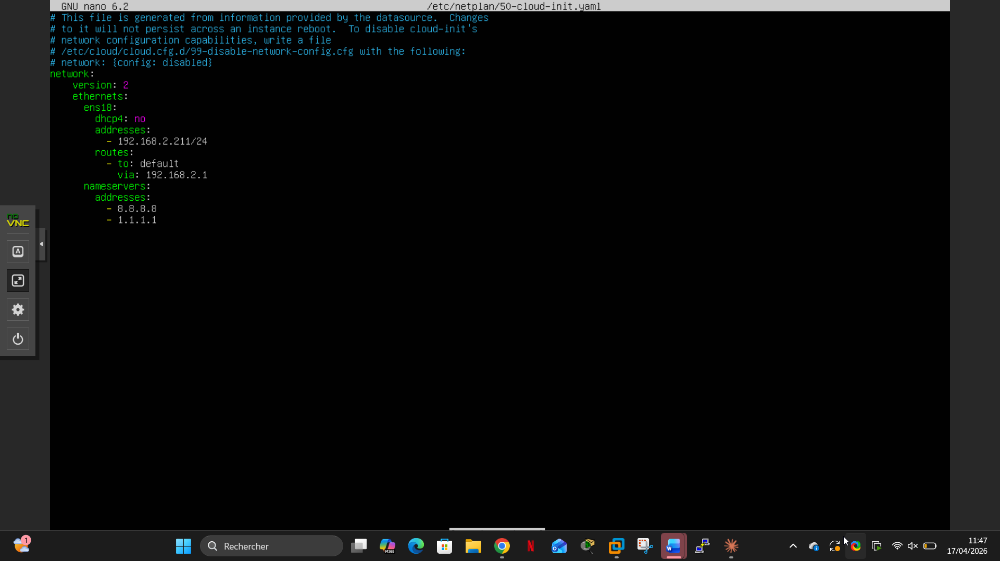 GNU nano 6.2 /etc/netplan/50-cloud-init.yaml
# This file is generated from information provided by the datasource.  Changes
# to it will not persist across an instance reboot.  To disable cloud-init's
# network configuration capabilities, write a file
# /etc/cloud/cloud.cfg.d/99-disable-network-config.cfg with the following:
# network: {config: disabled}
network:
    version: 2
    ethernets:
      ens18:
        dhcp4: no
        addresses:
          - 192.168.2.211/24
        routes:
          - to: default
            via: 192.168.2.1
      nameservers:
        addresses:
          - 8.8.8.8
          - 1.1.1.1
no
VNC
A
1
Rechercher
M365
N
O
W
11:47
17/04/2026